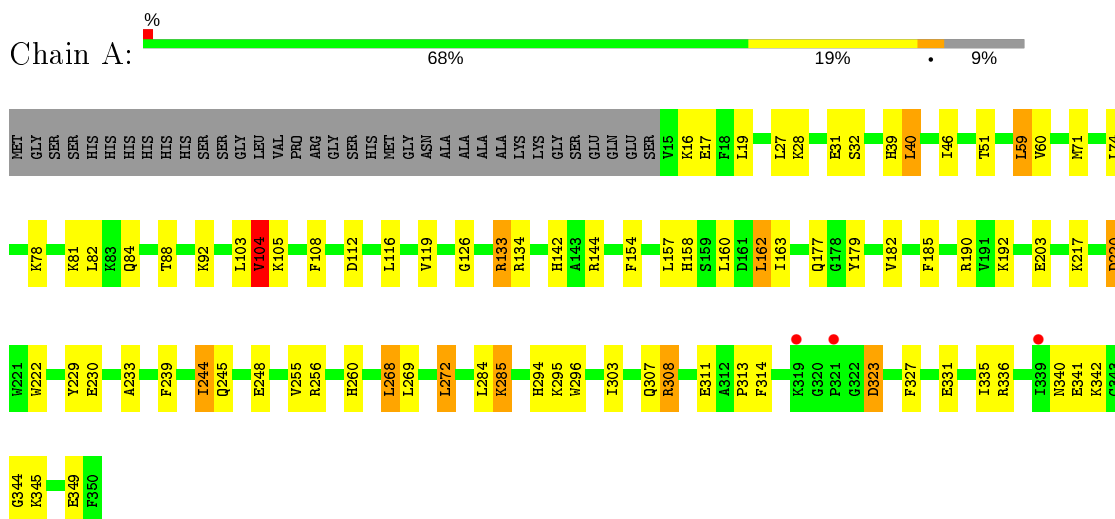 %
Chain A:
68% 19% • 9%
MET GLY SER SER HIS HIS HIS HIS HIS HIS SER SER GLY LEU VAL PRO ARG GLY SER HIS MET GLY ASN ALA ALA ALA ALA LYS LYS GLY SER GLU GLN GLU SER V15 K16 E17 F18 L19 L27 K28 E31 S32 H39 L40 I46 T51 L59 V60 M71
K78 K81 L82 K83 Q84 T88 K92 L103 V104 K105 F108 D112 L116 V119 G126 R133 R134 H142 A143 R144 F154 L157 H158 S159 L160 D161 L162 I163 Q177 G178 Y179 V182 F185 R190 V191 K192 E203 K217 D220
W221 W222 Y229 E230 A233 F239 I244 Q245 E248 V255 R256 H260 L268 L269 L272 L284 K285 H294 K295 W296 I303 Q307 R308 E311 A312 P313 F314 K319 G320 P321 G322 D323 F327 E331 I335 R336 I339 N340 E341 K342 G343
G344 K345 E349 F350